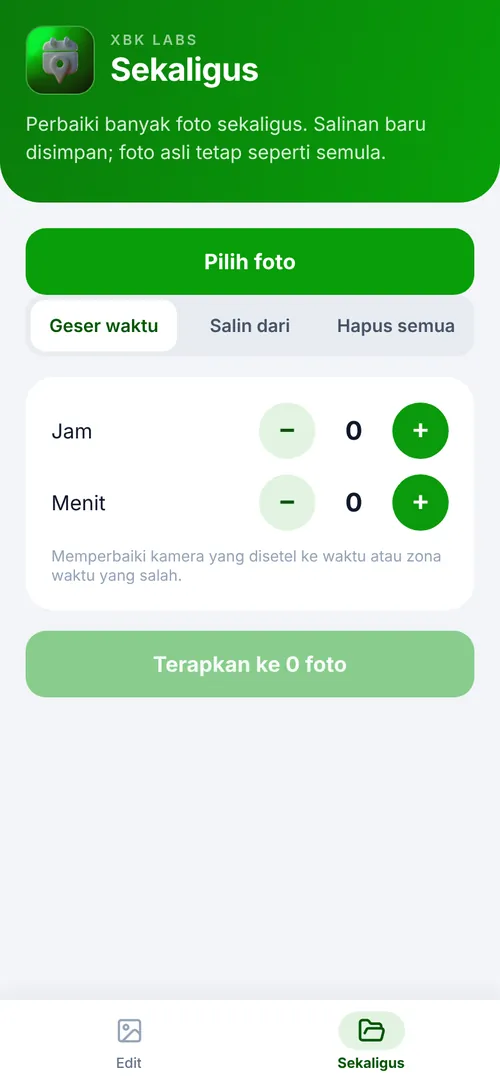 XBK LABS
Sekaligus
Perbaiki banyak foto sekaligus. Salinan baru
disimpan; foto asli tetap seperti semula.
Pilih foto
Geser waktu
Salin dari
Hapus semua
Jam
−
0
+
Menit
−
0
+
Memperbaiki kamera yang disetel ke waktu atau zona
waktu yang salah.
Terapkan ke 0 foto
Edit
Sekaligus